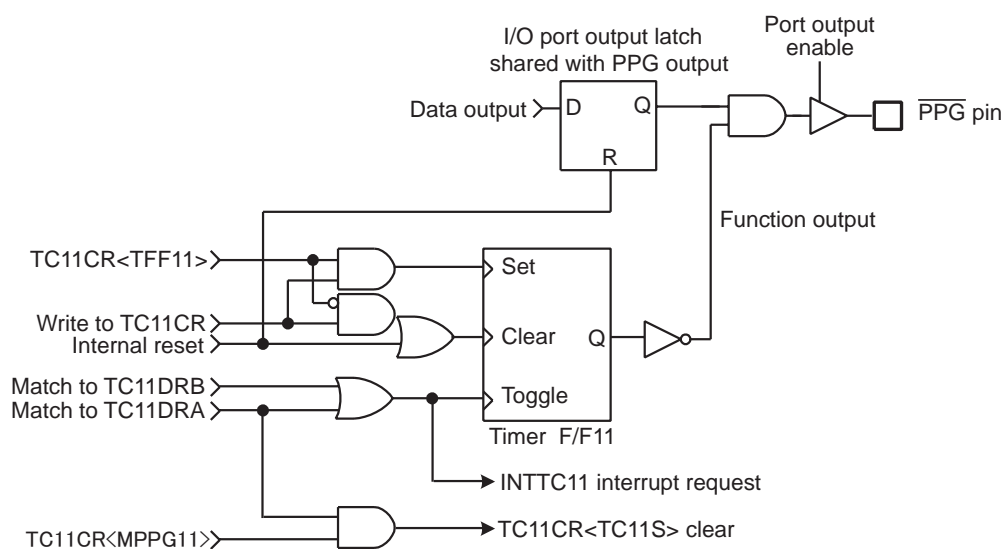 I/O port output latch
shared with PPG output
Port output
enable
Data output
D
Q
R
PPG pin
Function output
TC11CR<TFF11>
Set
Write to TC11CR
Internal reset
Clear
Q
Match to TC11DRB
Match to TC11DRA
Toggle
Timer F/F11
INTTC11 interrupt request
TC11CR<TC11S> clear
TC11CR<MPPG11>